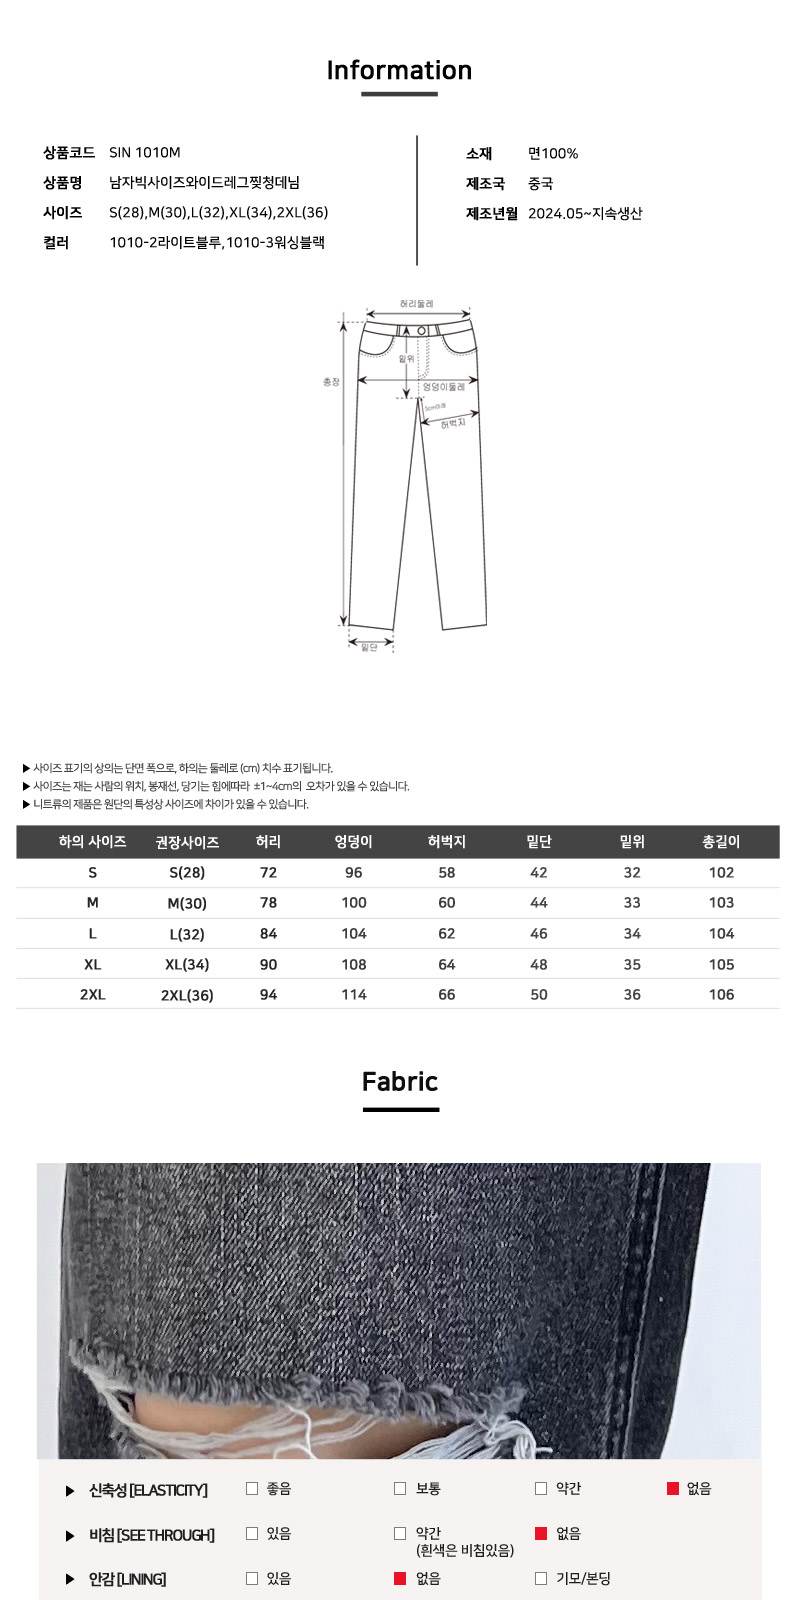 Information
상품코드 SIN 1010M
상품명 남자빅사이즈와이드레그찢청데님
사이즈 S(28),M(30),L(32),XL(34),2XL(36)
컬러 1010-2라이트블루,1010-3워싱블랙
소재 면100%
제조국 중국
제조년월 2024.05~지속생산
허리둘레
밑위
총장
엉덩이둘레
5cm아래
허벅지
밑단
▶ 사이즈 표기의 상의는 단면 폭으로, 하의는 둘레로 (cm) 치수 표기됩니다.
▶ 사이즈는 재는 사람의 위치, 봉재선, 당기는 힘에따라 ±1~4cm의 오차가 있을 수 있습니다.
▶ 니트류의 제품은 원단의 특성상 사이즈에 차이가 있을 수 있습니다.
하의 사이즈 권장사이즈 허리 엉덩이 허벅지 밑단 밑위 총길이
S S(28) 72 96 58 42 32 102
M M(30) 78 100 60 44 33 103
L L(32) 84 104 62 46 34 104
XL XL(34) 90 108 64 48 35 105
2XL 2XL(36) 94 114 66 50 36 106
Fabric
▶ 신축성 [ELASTICITY] □ 좋음 □ 보통 □ 약간 ■ 없음
▶ 비침 [SEE THROUGH] □ 있음 □ 약간 ■ 없음
(흰색은 비침있음)
▶ 안감 [LINING] □ 있음 ■ 없음 □ 기모/본딩